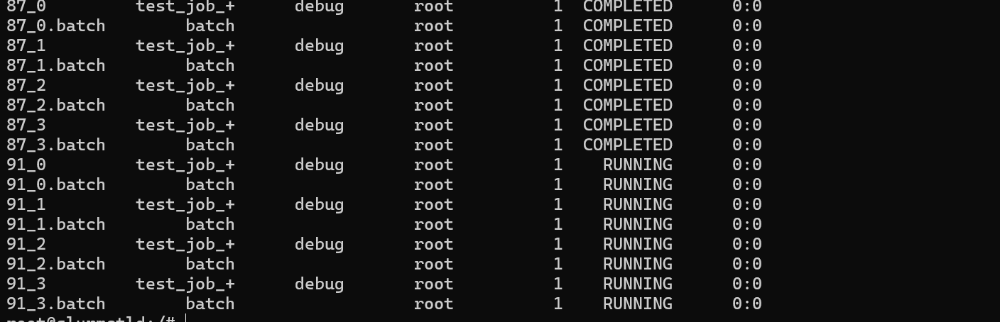 87_0 test_job_+ debug root 1 COMPLETED 0:0
87_0.batch batch root 1 COMPLETED 0:0
87_1 test_job_+ debug root 1 COMPLETED 0:0
87_1.batch batch root 1 COMPLETED 0:0
87_2 test_job_+ debug root 1 COMPLETED 0:0
87_2.batch batch root 1 COMPLETED 0:0
87_3 test_job_+ debug root 1 COMPLETED 0:0
87_3.batch batch root 1 COMPLETED 0:0
91_0 test_job_+ debug root 1 RUNNING 0:0
91_0.batch batch root 1 RUNNING 0:0
91_1 test_job_+ debug root 1 RUNNING 0:0
91_1.batch batch root 1 RUNNING 0:0
91_2 test_job_+ debug root 1 RUNNING 0:0
91_2.batch batch root 1 RUNNING 0:0
91_3 test_job_+ debug root 1 RUNNING 0:0
91_3.batch batch root 1 RUNNING 0:0
root@slurmctld:/#